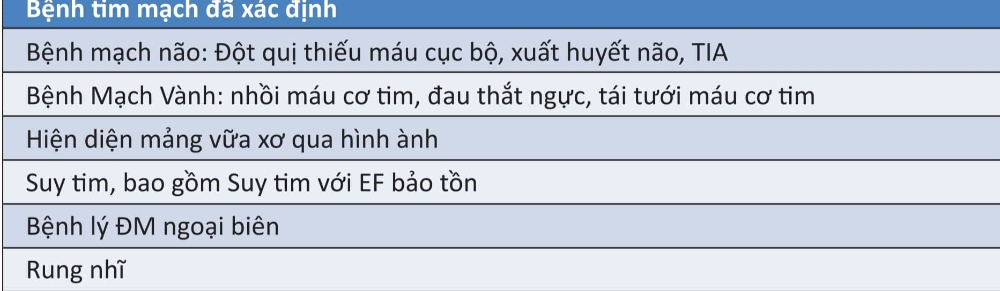 Bệnh tim mạch đã xác định
Bệnh mạch não: Đột quị thiếu máu cục bộ, xuất huyết não, TIA
Bệnh Mạch Vành: nhồi máu cơ tim, đau thắt ngực, tái tưới máu cơ tim
Hiện diện mảng vữa xơ qua hình ành
Suy tim, bao gồm Suy tim với EF bảo tồn
Bệnh lý ĐM ngoại biên
Rung nhĩ